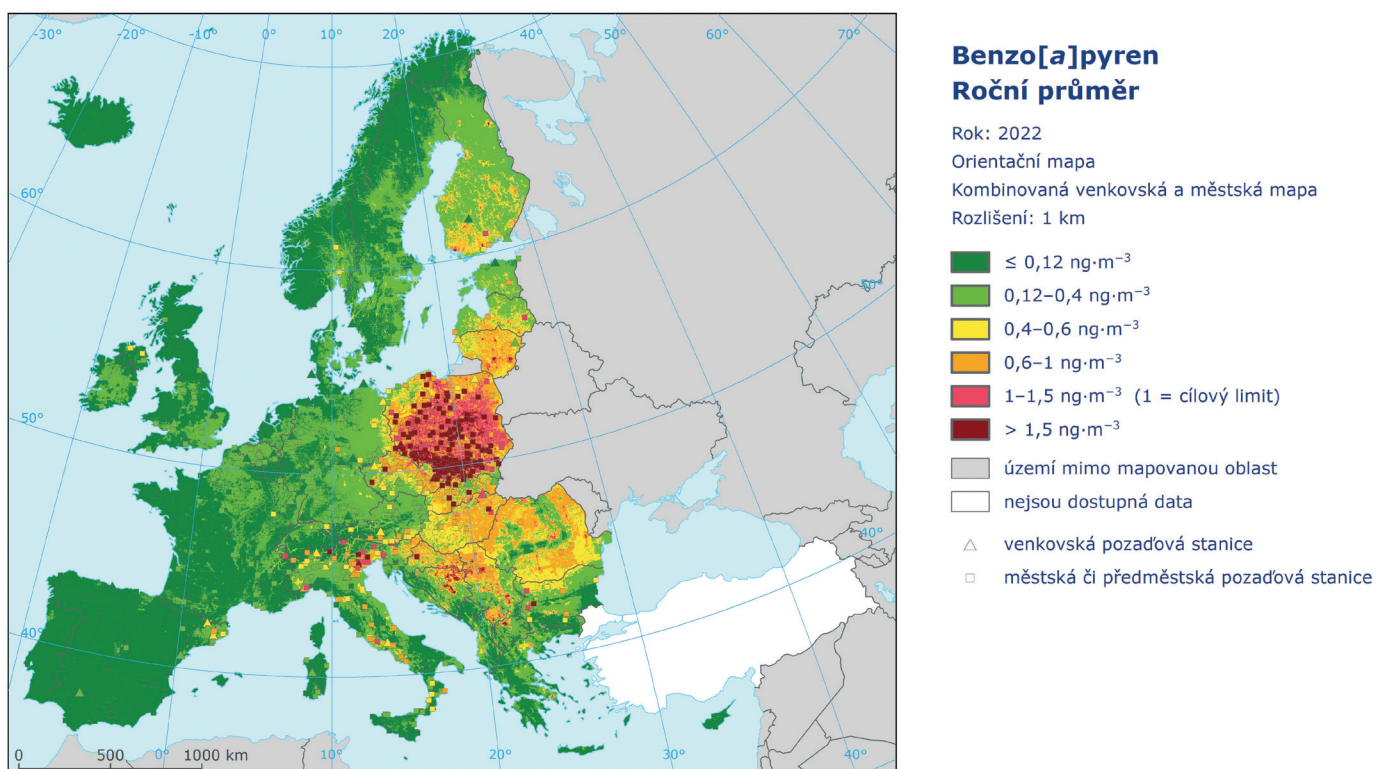 -30°
-20°
-10°
0°
10°
20°
30°
40°
50°
60°
70°
60°
50°
50°
40°
40°
0 500 1000 km
0°
10°
20°
30°
40°
Benzo[a]pyren
Roční průměr
Rok: 2022
Orientační mapa
Kombinovaná venkovská a městská mapa
Rozlišení: 1 km
≤ 0,12 ng·m⁻³
0,12–0,4 ng·m⁻³
0,4–0,6 ng·m⁻³
0,6–1 ng·m⁻³
1–1,5 ng·m⁻³ (1 = cílový limit)
> 1,5 ng·m⁻³
území mimo mapovanou oblast
nejsou dostupná data
venkovská pozaďová stanice
městská či předměstská pozaďová stanice